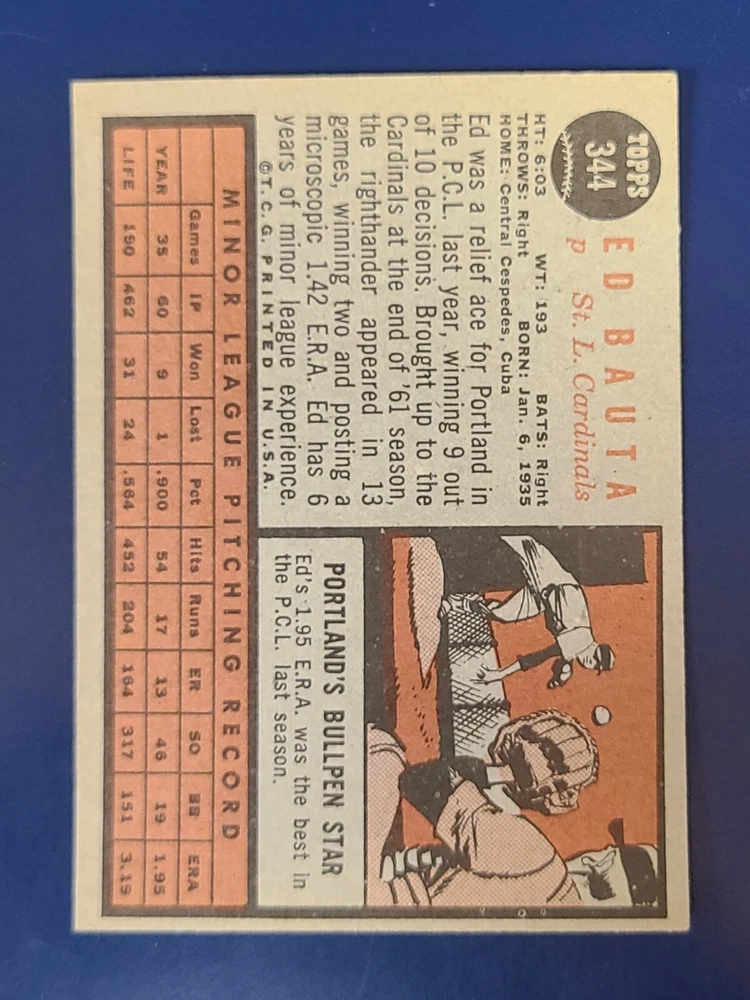 TOPPS
344
ED BAUTA
p St. L. Cardinals
HT: 6:03 WT: 193 BATS: Right
THROWS: Right BORN: Jan. 6, 1935
HOME: Central Cespedes, Cuba
Ed was a relief ace for Portland in
the P.C.L. last year, winning 9 out
of 10 decisions. Brought up to the
Cardinals at the end of '61 season,
the righthander appeared in 13
games, winning two and posting a
microscopic 1.42 E.R.A. Ed has 6
years of minor league experience.
©T.C.G. PRINTED IN U.S.A.
PORTLAND'S BULLPEN STAR
Ed's 1.95 E.R.A. was the best in
the P.C.L. last season.
MINOR LEAGUE PITCHING RECORD
Games IP Won Lost Pct Hits Runs ER SO BB ERA
YEAR 35 60 9 1 .900 54 17 13 46 19 1.95
LIFE 190 462 31 24 .564 452 204 164 317 151 3.19